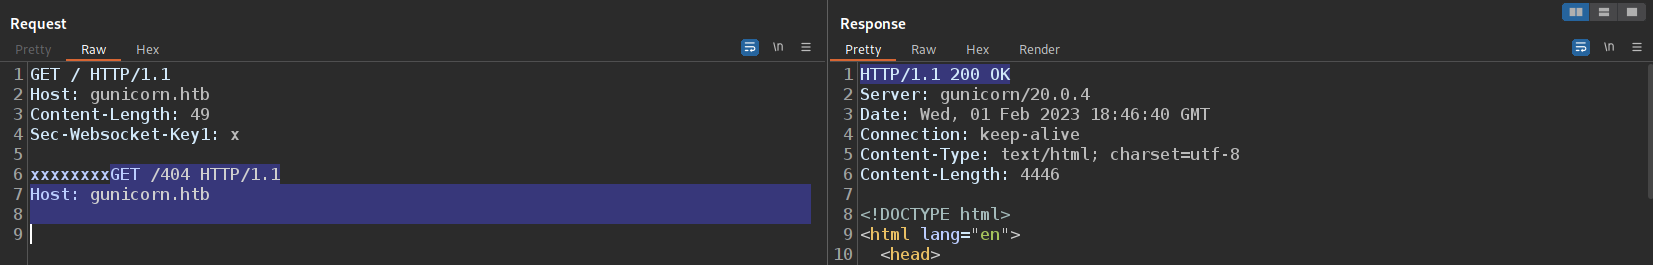 Request
Pretty Raw Hex \n
1 GET / HTTP/1.1
2 Host: gunicorn.htb
3 Content-Length: 49
4 Sec-Websocket-Key1: x
5
6 xxxxxxxxGET /404 HTTP/1.1
7 Host: gunicorn.htb
8
9
Response
Pretty Raw Hex Render \n
1 HTTP/1.1 200 OK
2 Server: gunicorn/20.0.4
3 Date: Wed, 01 Feb 2023 18:46:40 GMT
4 Connection: keep-alive
5 Content-Type: text/html; charset=utf-8
6 Content-Length: 4446
7
8 <!DOCTYPE html>
9 <html lang="en">
10 <head>